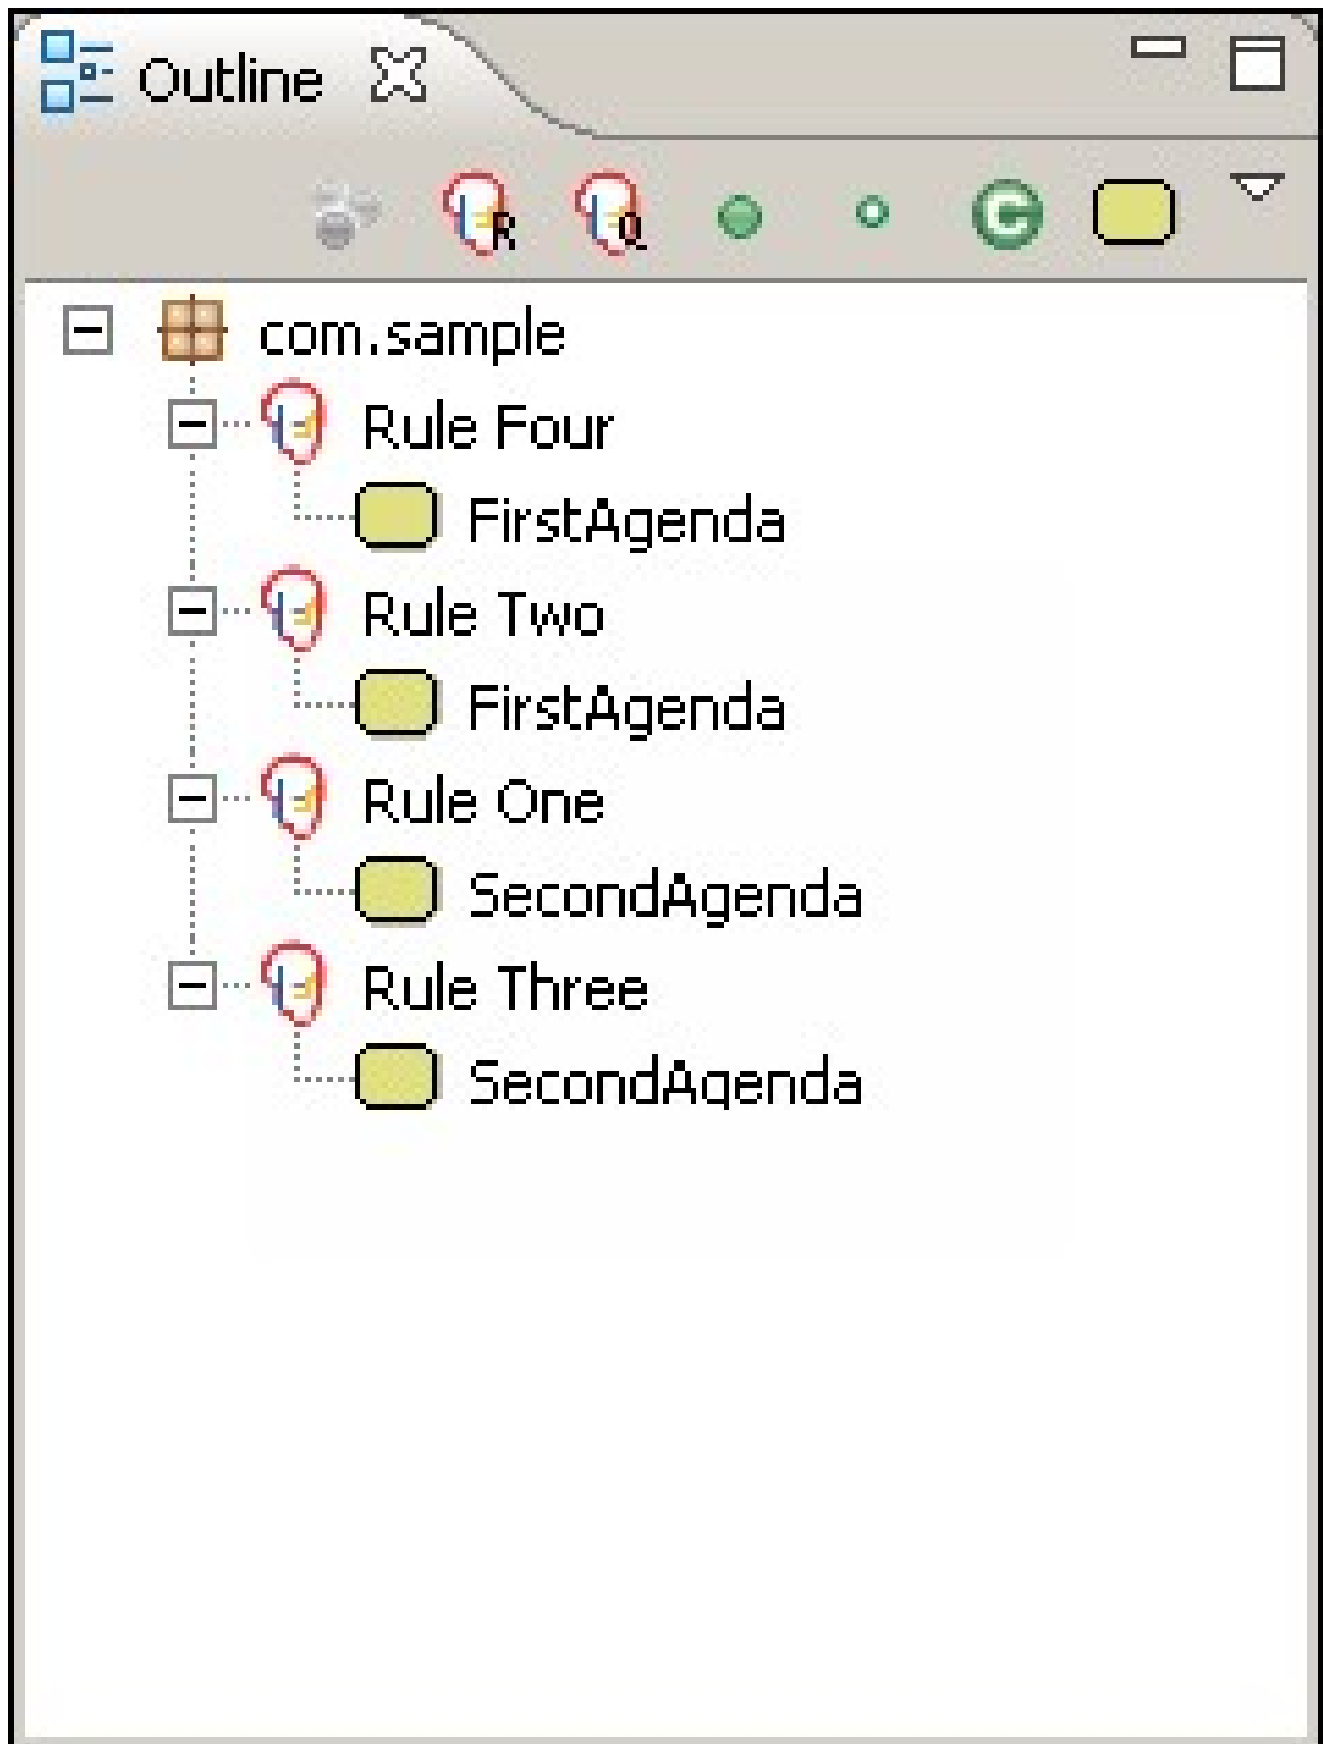 Outline
R Q C
com.sample
Rule Four
FirstAgenda
Rule Two
FirstAgenda
Rule One
SecondAgenda
Rule Three
SecondAgenda